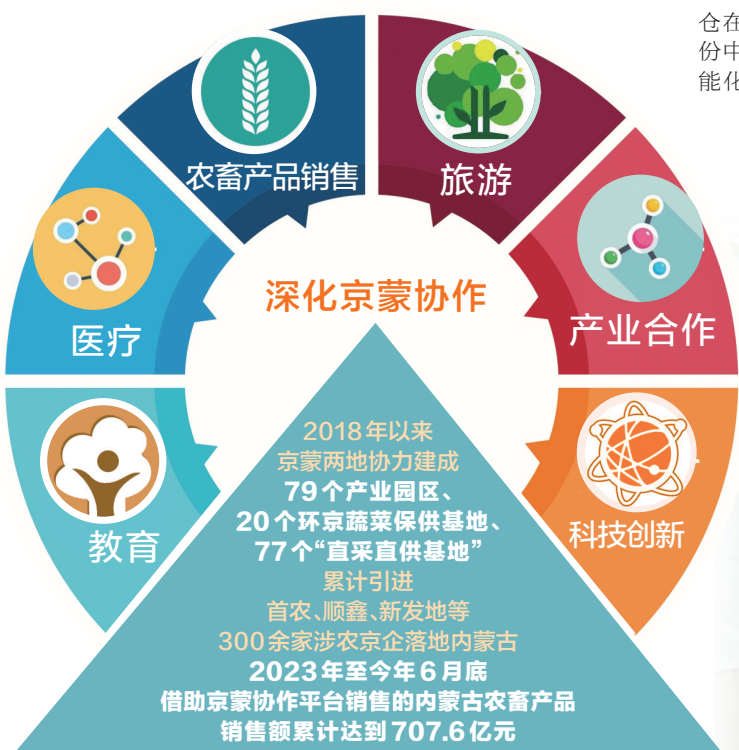 仓在
份中
能化
农畜产品销售
旅游
医疗
产业合作
教育
科技创新
深化京蒙协作
2018年以来
京蒙两地协力建成
79个产业园区、
20个环京蔬菜保供基地、
77个“直采直供基地”
累计引进
首农、顺鑫、新发地等
300余家涉农京企落地内蒙古
2023年至今年6月底
借助京蒙协作平台销售的内蒙古农畜产品
销售额累计达到707.6亿元